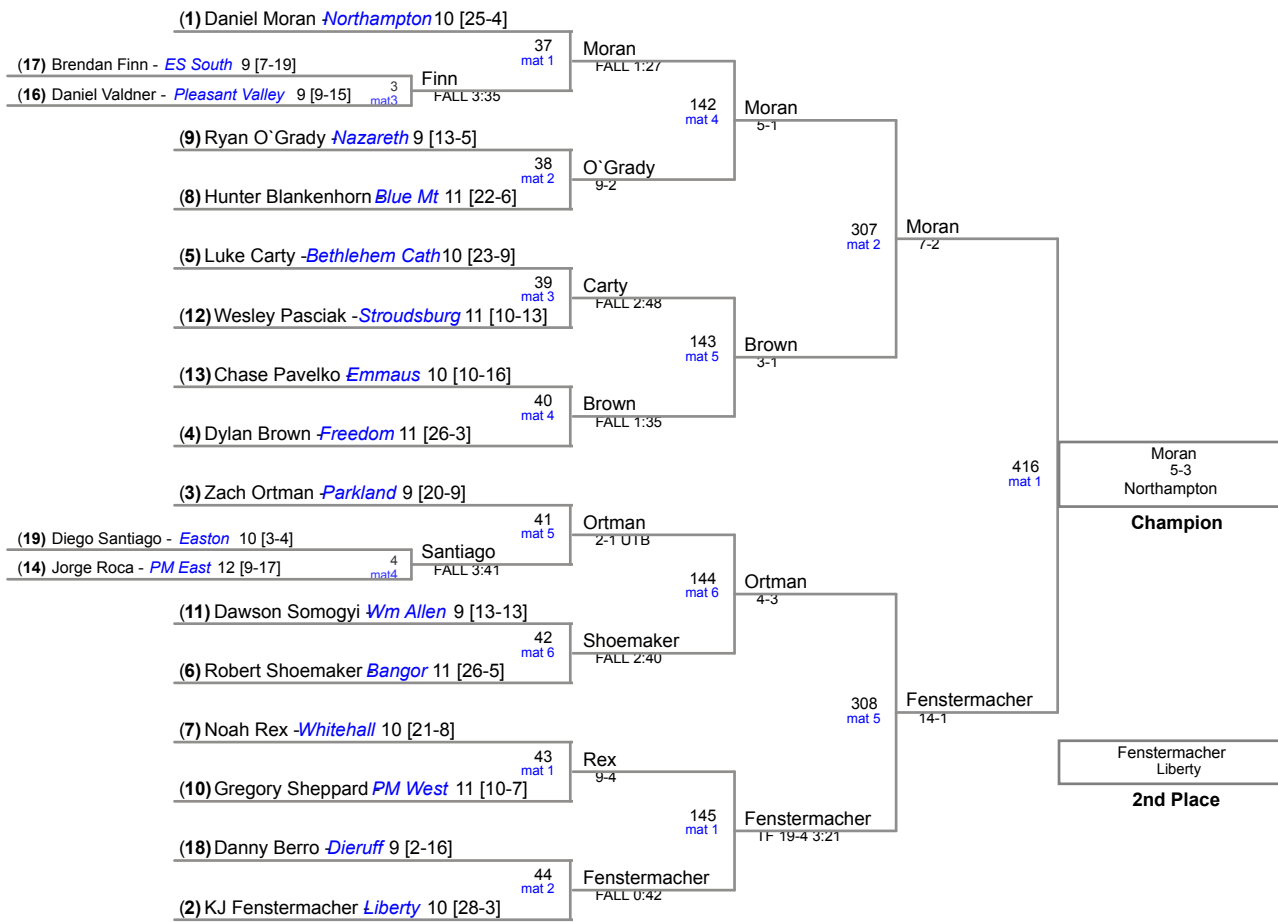 (1) Daniel Moran -Northampton 10 [25-4]
37
mat 1
Moran
FALL 1:27
(17) Brendan Finn - ES South 9 [7-19]
3
mat3
Finn
FALL 3:35
(16) Daniel Valdner - Pleasant Valley 9 [9-15]
142
mat 4
Moran
5-1
(9) Ryan O`Grady -Nazareth 9 [13-5]
38
mat 2
O`Grady
9-2
(8) Hunter Blankenhorn -Blue Mt 11 [22-6]
307
mat 2
Moran
7-2
(5) Luke Carty -Bethlehem Cath 10 [23-9]
39
mat 3
Carty
FALL 2:48
(12) Wesley Pasciak -Stroudsburg 11 [10-13]
143
mat 5
Brown
3-1
(13) Chase Pavelko -Emmaus 10 [10-16]
40
mat 4
Brown
FALL 1:35
(4) Dylan Brown -Freedom 11 [26-3]
416
mat 1
Moran
5-3
Northampton
Champion
(3) Zach Ortman -Parkland 9 [20-9]
41
mat 5
Ortman
2-1 UTB
(19) Diego Santiago - Easton 10 [3-4]
4
mat4
Santiago
FALL 3:41
(14) Jorge Roca - PM East 12 [9-17]
144
mat 6
Ortman
4-3
(11) Dawson Somogyi -Wm Allen 9 [13-13]
42
mat 6
Shoemaker
FALL 2:40
(6) Robert Shoemaker -Bangor 11 [26-5]
308
mat 5
Fenstermacher
14-1
(7) Noah Rex -Whitehall 10 [21-8]
43
mat 1
Rex
9-4
(10) Gregory Sheppard -PM West 11 [10-7]
145
mat 1
Fenstermacher
TF 19-4 3:21
(18) Danny Berro -Dieruff 9 [2-16]
44
mat 2
Fenstermacher
FALL 0:42
(2) KJ Fenstermacher -Liberty 10 [28-3]
Fenstermacher
Liberty
2nd Place